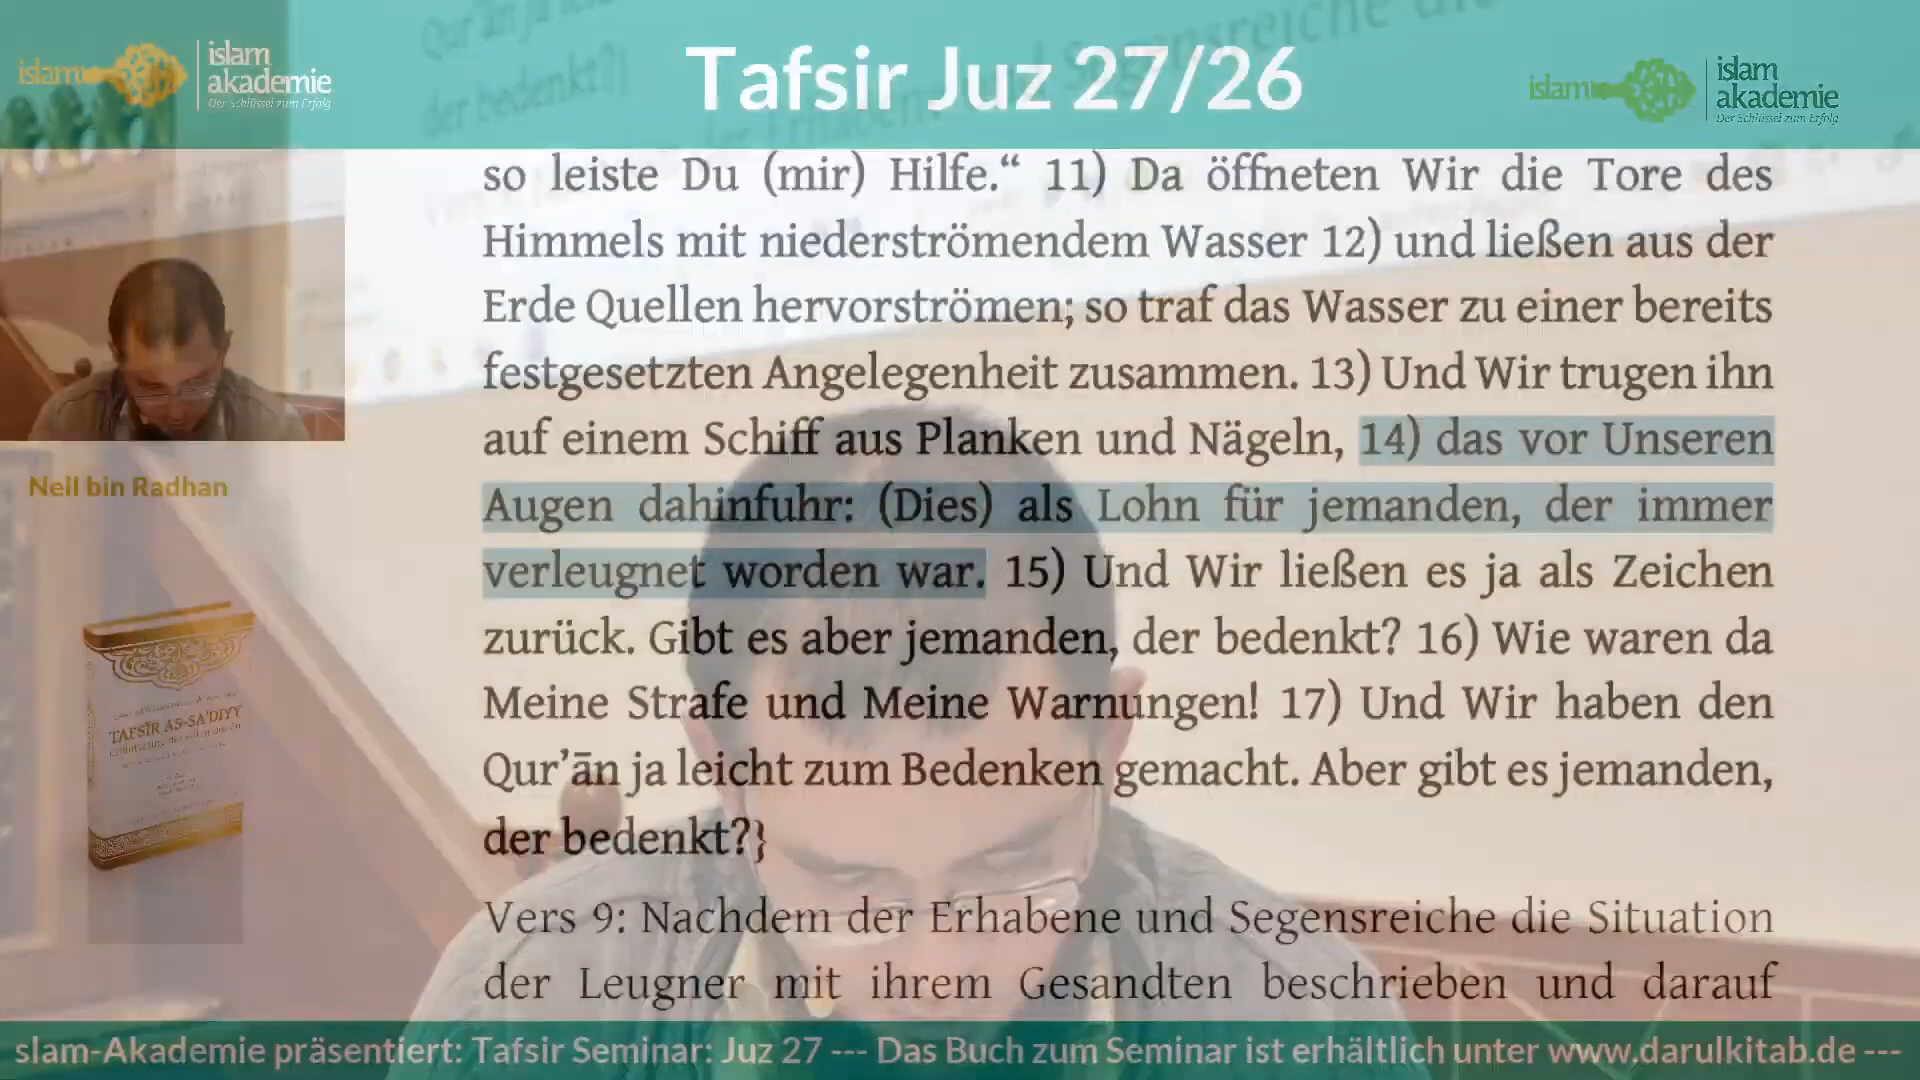 islam
islam
akademie
Der Schlüssel zum Erfolg
Tafsir Juz 27/26
islam
islam
akademie
Der Schlüssel zum Erfolg
so leiste Du (mir) Hilfe.“ 11) Da öffneten Wir die Tore des
Himmels mit niederströmendem Wasser 12) und ließen aus der
Erde Quellen hervorströmen; so traf das Wasser zu einer bereits
festgesetzten Angelegenheit zusammen. 13) Und Wir trugen ihn
auf einem Schiff aus Planken und Nägeln, 14) das vor Unseren
Augen dahinfuhr: (Dies) als Lohn für jemanden, der immer
verleugnet worden war. 15) Und Wir ließen es ja als Zeichen
zurück. Gibt es aber jemanden, der bedenkt? 16) Wie waren da
Meine Strafe und Meine Warnungen! 17) Und Wir haben den
Qur’ān ja leicht zum Bedenken gemacht. Aber gibt es jemanden,
der bedenkt?}
Vers 9: Nachdem der Erhabene und Segensreiche die Situation
der Leugner mit ihrem Gesandten beschrieben und darauf
Neil bin Radhan
TAFSĪR AS-SA'DIYY
slam-Akademie präsentiert: Tafsir Seminar: Juz 27 --- Das Buch zum Seminar ist erhältlich unter www.darulkitab.de ---